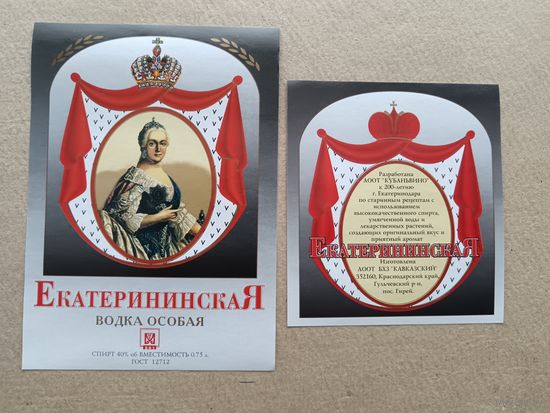 ЕКАТЕРИНИНСКАЯ
ВОДКА ОСОБАЯ
СПИРТ 40% об ВМЕСТИМОСТЬ 0.75 л.
ГОСТ 12712
Разработана
АООТ "КУБАНЬВИНО"
к 200-летию
г. Екатеринодара
по старинным рецептам с
использованием
высококачественного спирта,
умягченной воды и
лекарственных растений,
создающих оригинальный вкус и
приятный аромат
ЕКАТЕРИНИНСКАЯ
Изготовлена
АООТ БХЗ "КАВКАЗСКИЙ"
352160, Краснодарский край,
Гулькевичский р-н,
пос. Гирей.